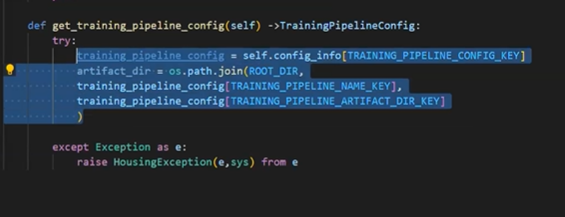 def get_training_pipeline_config(self) ->TrainingPipelineConfig:
try:
training_pipeline_config = self.config_info[TRAINING_PIPELINE_CONFIG_KEY]
artifact_dir = os.path.join(ROOT_DIR,
training_pipeline_config[TRAINING_PIPELINE_NAME_KEY],
training_pipeline_config[TRAINING_PIPELINE_ARTIFACT_DIR_KEY]
)
except Exception as e:
raise HousingException(e,sys) from e